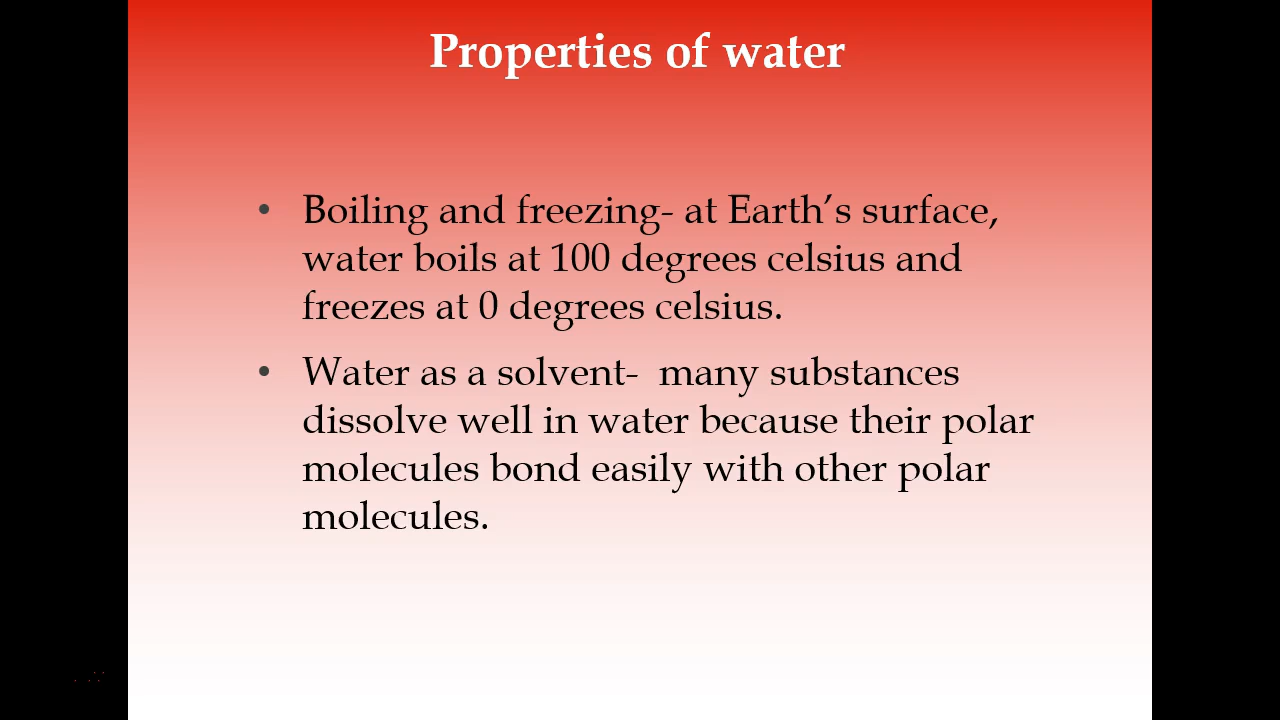 Properties of water
• Boiling and freezing- at Earth’s surface,
water boils at 100 degrees celsius and
freezes at 0 degrees celsius.
• Water as a solvent-  many substances
dissolve well in water because their polar
molecules bond easily with other polar
molecules.